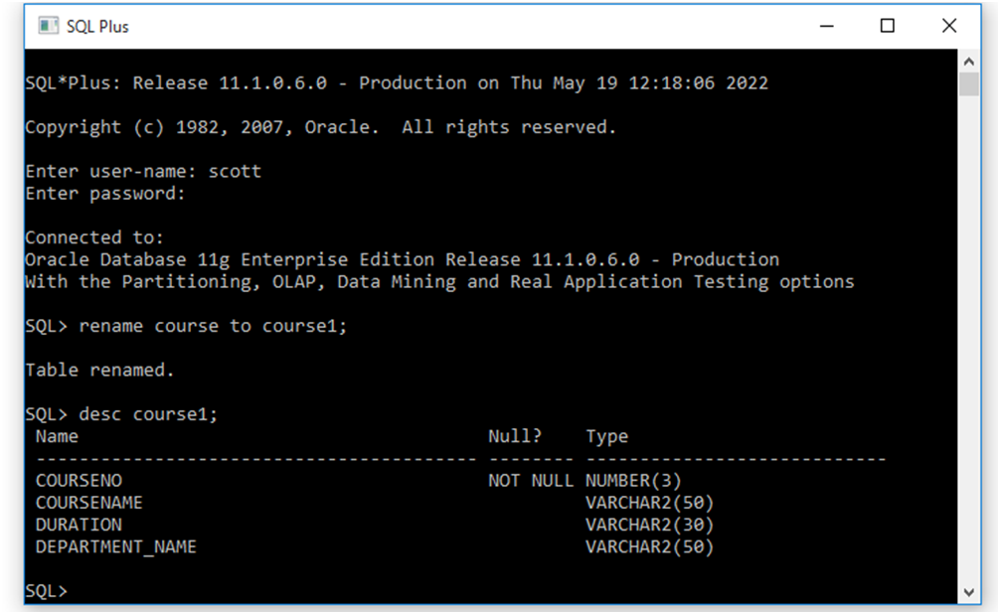 SQL Plus
SQL*Plus: Release 11.1.0.6.0 - Production on Thu May 19 12:18:06 2022
Copyright (c) 1982, 2007, Oracle.  All rights reserved.
Enter user-name: scott
Enter password:
Connected to:
Oracle Database 11g Enterprise Edition Release 11.1.0.6.0 - Production
With the Partitioning, OLAP, Data Mining and Real Application Testing options
SQL> rename course to course1;
Table renamed.
SQL> desc course1;
 Name                                      Null?    Type
 ----------------------------------------- -------- ----------------------------
 COURSENO                                  NOT NULL NUMBER(3)
 COURSENAME                                         VARCHAR2(50)
 DURATION                                           VARCHAR2(30)
 DEPARTMENT_NAME                                    VARCHAR2(50)
SQL>